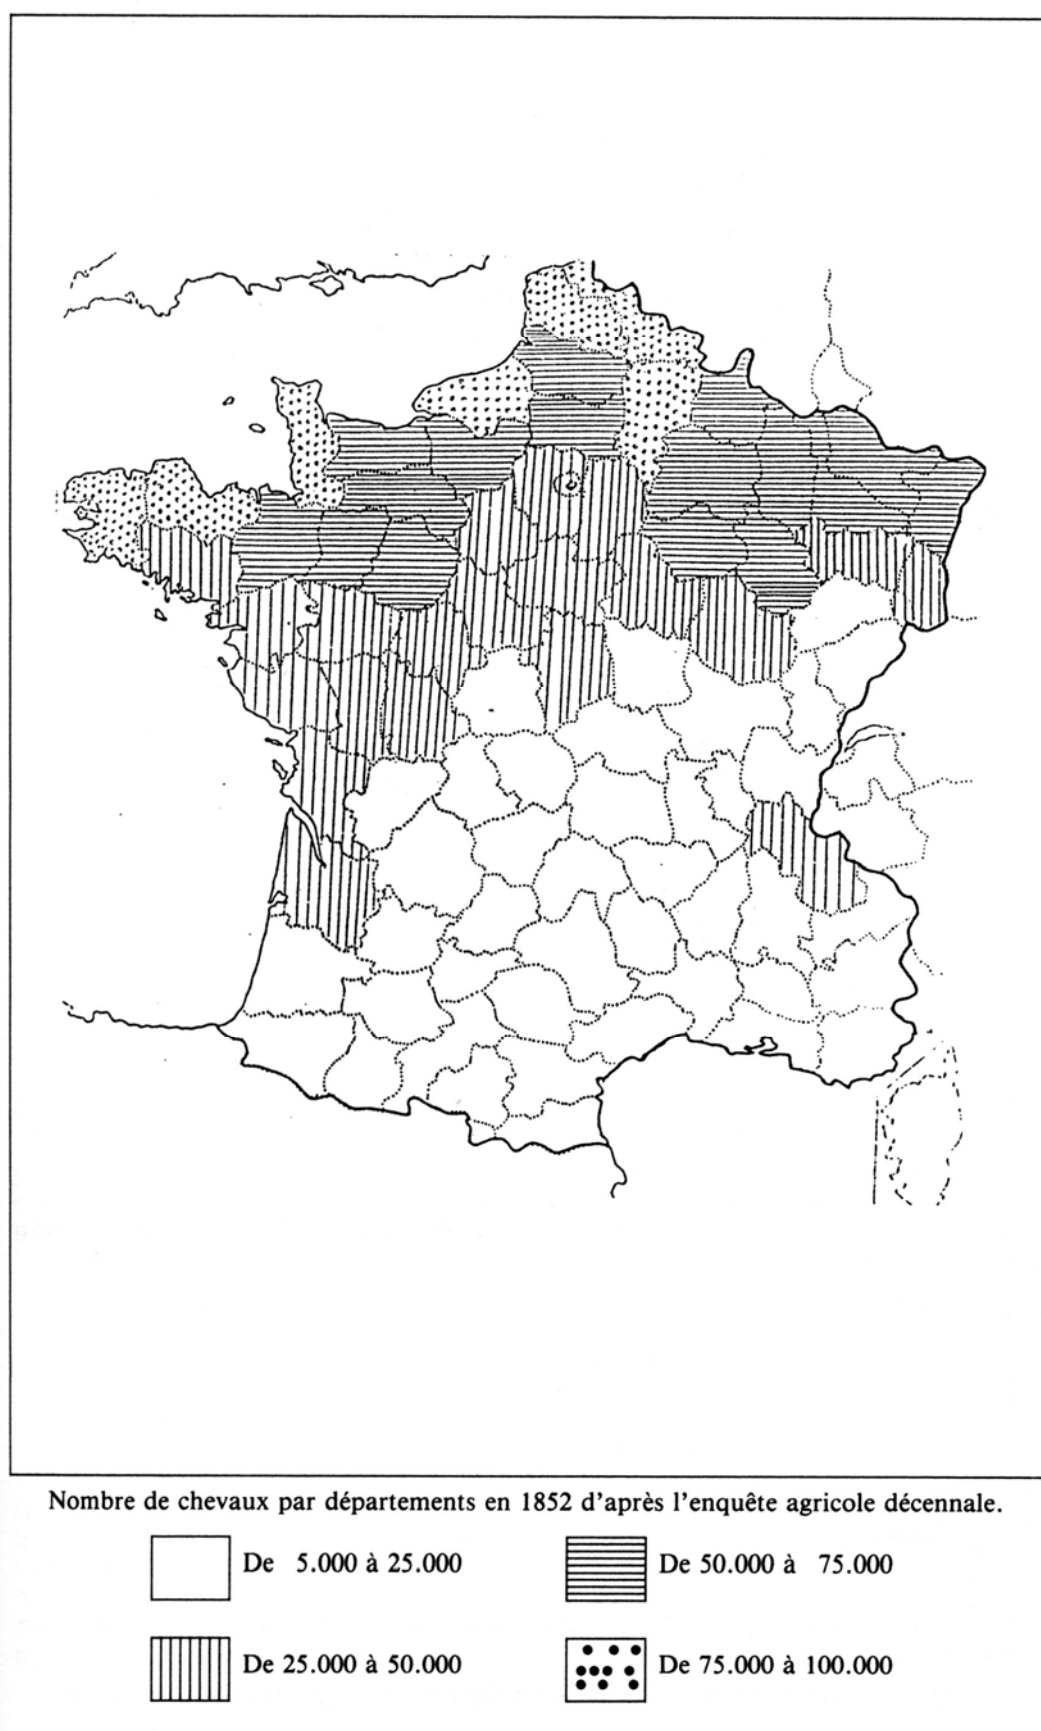 Nombre de chevaux par départements en 1852 d'après l'enquête agricole décennale.
De 5.000 à 25.000
De 50.000 à 75.000
De 25.000 à 50.000
De 75.000 à 100.000